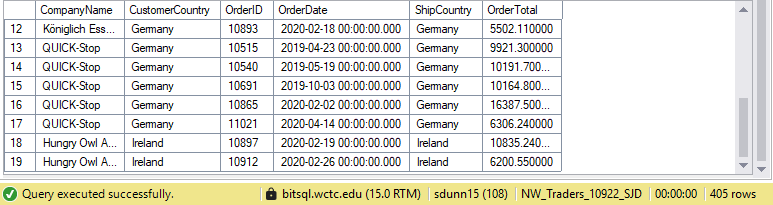 CompanyName CustomerCountry OrderID OrderDate ShipCountry OrderTotal
12 Königlich Ess... Germany 10893 2020-02-18 00:00:00.000 Germany 5502.110000
13 QUICK-Stop Germany 10515 2019-04-23 00:00:00.000 Germany 9921.300000
14 QUICK-Stop Germany 10540 2019-05-19 00:00:00.000 Germany 10191.700...
15 QUICK-Stop Germany 10691 2019-10-03 00:00:00.000 Germany 10164.800...
16 QUICK-Stop Germany 10865 2020-02-02 00:00:00.000 Germany 16387.500...
17 QUICK-Stop Germany 11021 2020-04-14 00:00:00.000 Germany 6306.240000
18 Hungry Owl A... Ireland 10897 2020-02-19 00:00:00.000 Ireland 10835.240...
19 Hungry Owl A... Ireland 10912 2020-02-26 00:00:00.000 Ireland 6200.550000
Query executed successfully. bitsql.wctc.edu (15.0 RTM) sdunn15 (108) NW_Traders_10922_SJD 00:00:00 405 rows